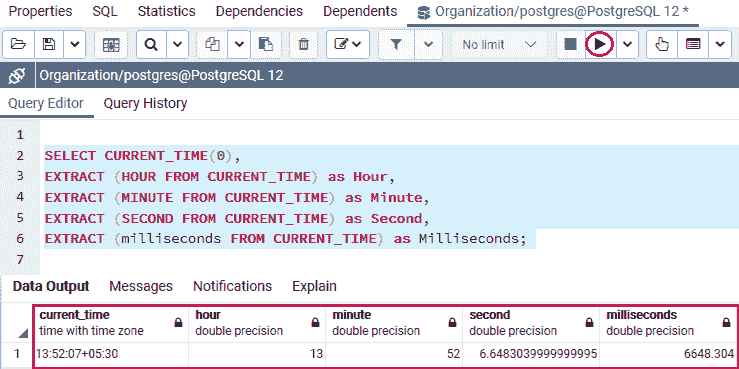 Properties SQL Statistics Dependencies Dependents Organization/postgres@PostgreSQL 12 *
No limit
Organization/postgres@PostgreSQL 12
Query Editor Query History
1
2 SELECT CURRENT_TIME(0),
3 EXTRACT (HOUR FROM CURRENT_TIME) as Hour,
4 EXTRACT (MINUTE FROM CURRENT_TIME) as Minute,
5 EXTRACT (SECOND FROM CURRENT_TIME) as Second,
6 EXTRACT (milliseconds FROM CURRENT_TIME) as Milliseconds;
7
Data Output Messages Notifications Explain
current_time hour minute second milliseconds
time with time zone double precision double precision double precision double precision
1 13:52:07+05:30 13 52 6.6483039999999995 6648.304